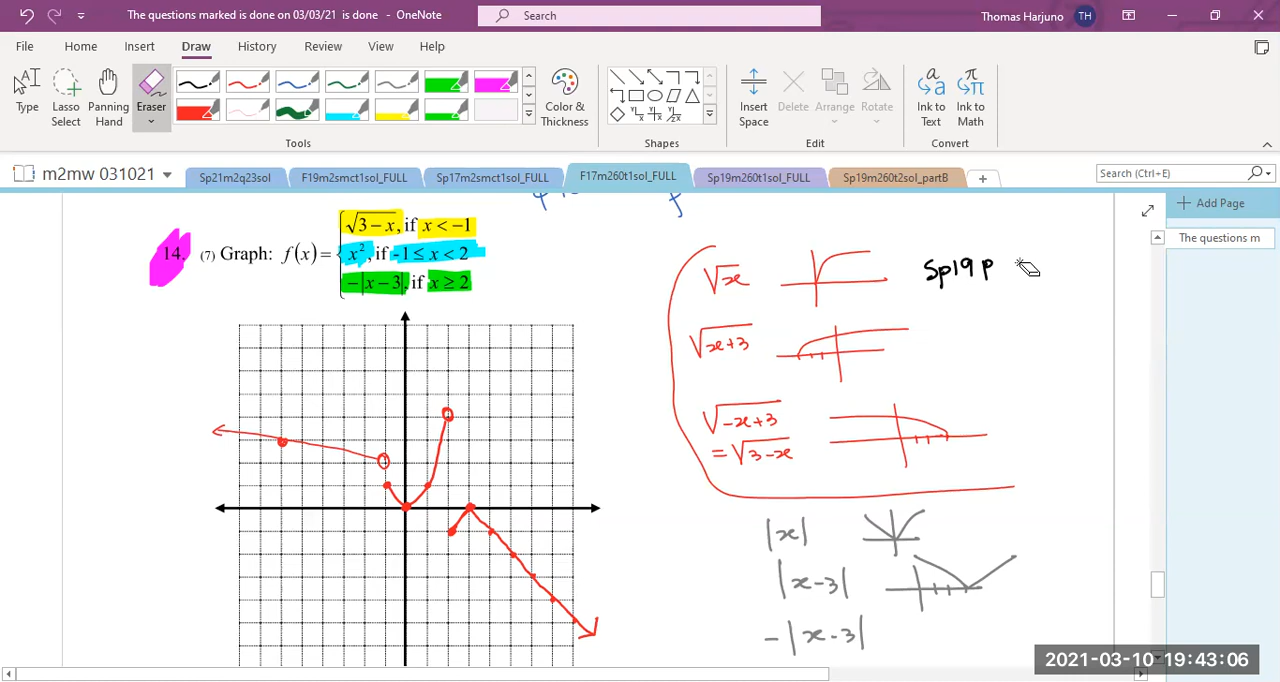 The questions marked is done on 03/03/21 is done - OneNote
Search
Thomas Harjuno TH
File Home Insert Draw History Review View Help
Type
Lasso Select
Panning Hand
Eraser
Color & Thickness
Insert Space
Delete
Arrange
Rotate
Ink to Text
Ink to Math
Tools
Shapes
Edit
Convert
m2mw 031021
Sp21m2q23sol
F19m2smct1sol_FULL
Sp17m2smct1sol_FULL
F17m260t1sol_FULL
Sp19m260t1sol_FULL
Sp19m260t2sol_partB
Search (Ctrl+E)
Add Page
The questions m
14. (7) Graph: f(x) =
√3−x, if x < −1
x², if -1 ≤ x < 2
−|x−3|, if x ≥ 2
√x
Sp19 p
√x+3
√-x+3
= √3-x
|x|
|x-3|
-|x-3|
2021-03-10 19:43:06